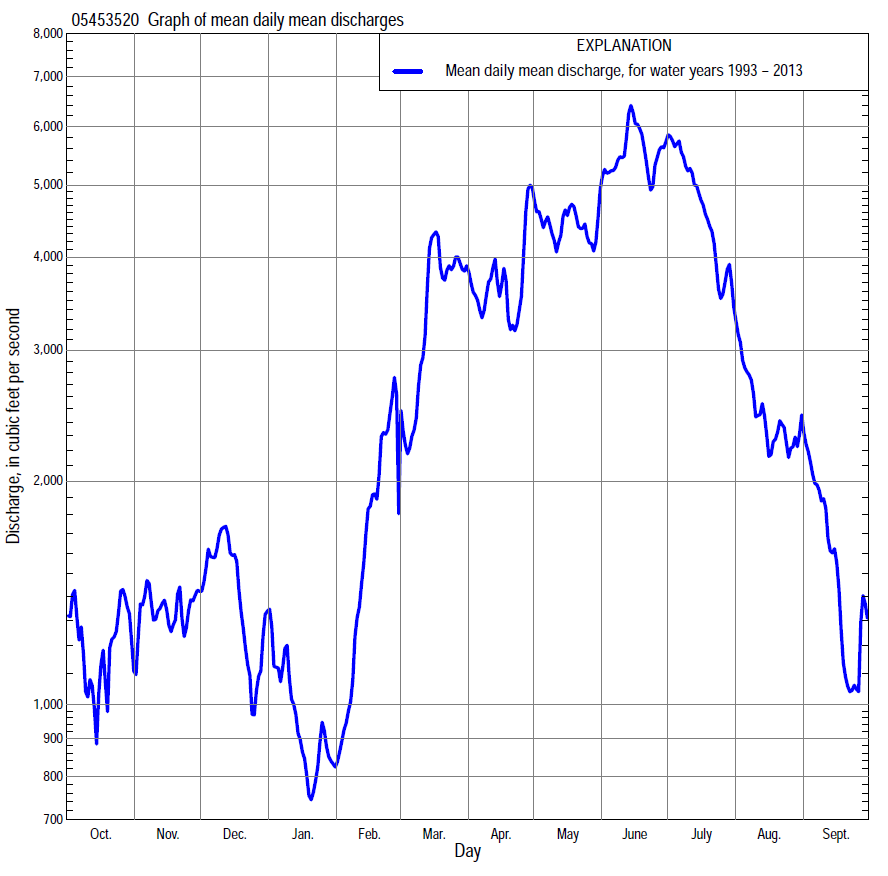 05453520 Graph of mean daily mean discharges
EXPLANATION
Mean daily mean discharge, for water years 1993 – 2013
8,000
7,000
6,000
5,000
4,000
3,000
2,000
1,000
900
800
700
Discharge, in cubic feet per second
Oct. Nov. Dec. Jan. Feb. Mar. Apr. May June July Aug. Sept.
Day